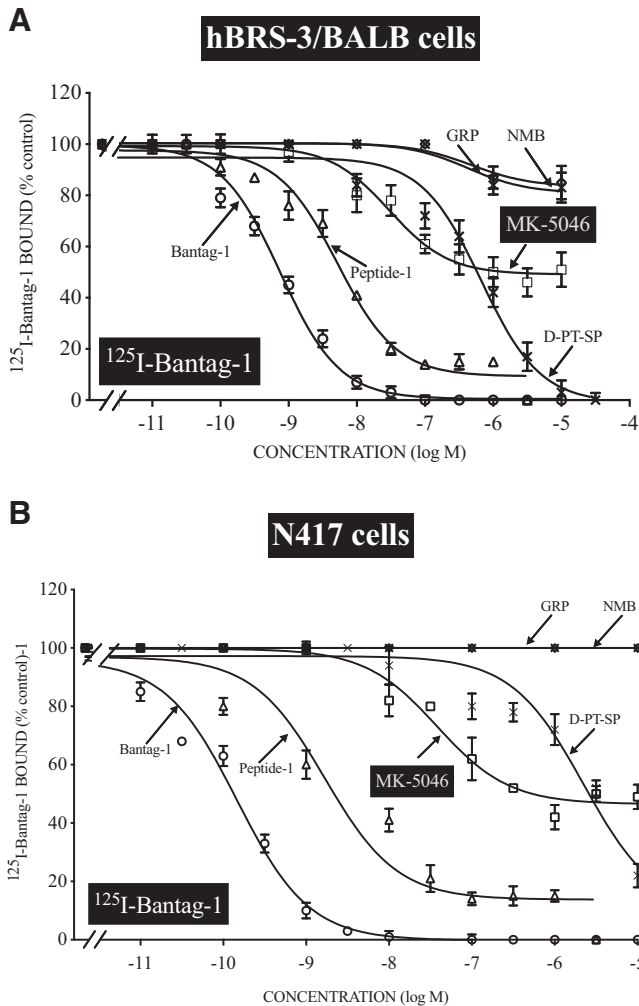 A
hBRS-3/BALB cells
120
100
80
60
40
20
0
¹²⁵I-Bantag-1 BOUND (% control)
GRP
NMB
MK-5046
Bantag-1
Peptide-1
D-PT-SP
¹²⁵I-Bantag-1
-11 -10 -9 -8 -7 -6 -5 -4
CONCENTRATION (log M)
B
N417 cells
120
100
80
60
40
20
0
¹²⁵I-Bantag-1 BOUND (% control)-1
GRP
NMB
Bantag-1
Peptide-1
D-PT-SP
MK-5046
¹²⁵I-Bantag-1
-11 -10 -9 -8 -7 -6 -5
CONCENTRATION (log M)